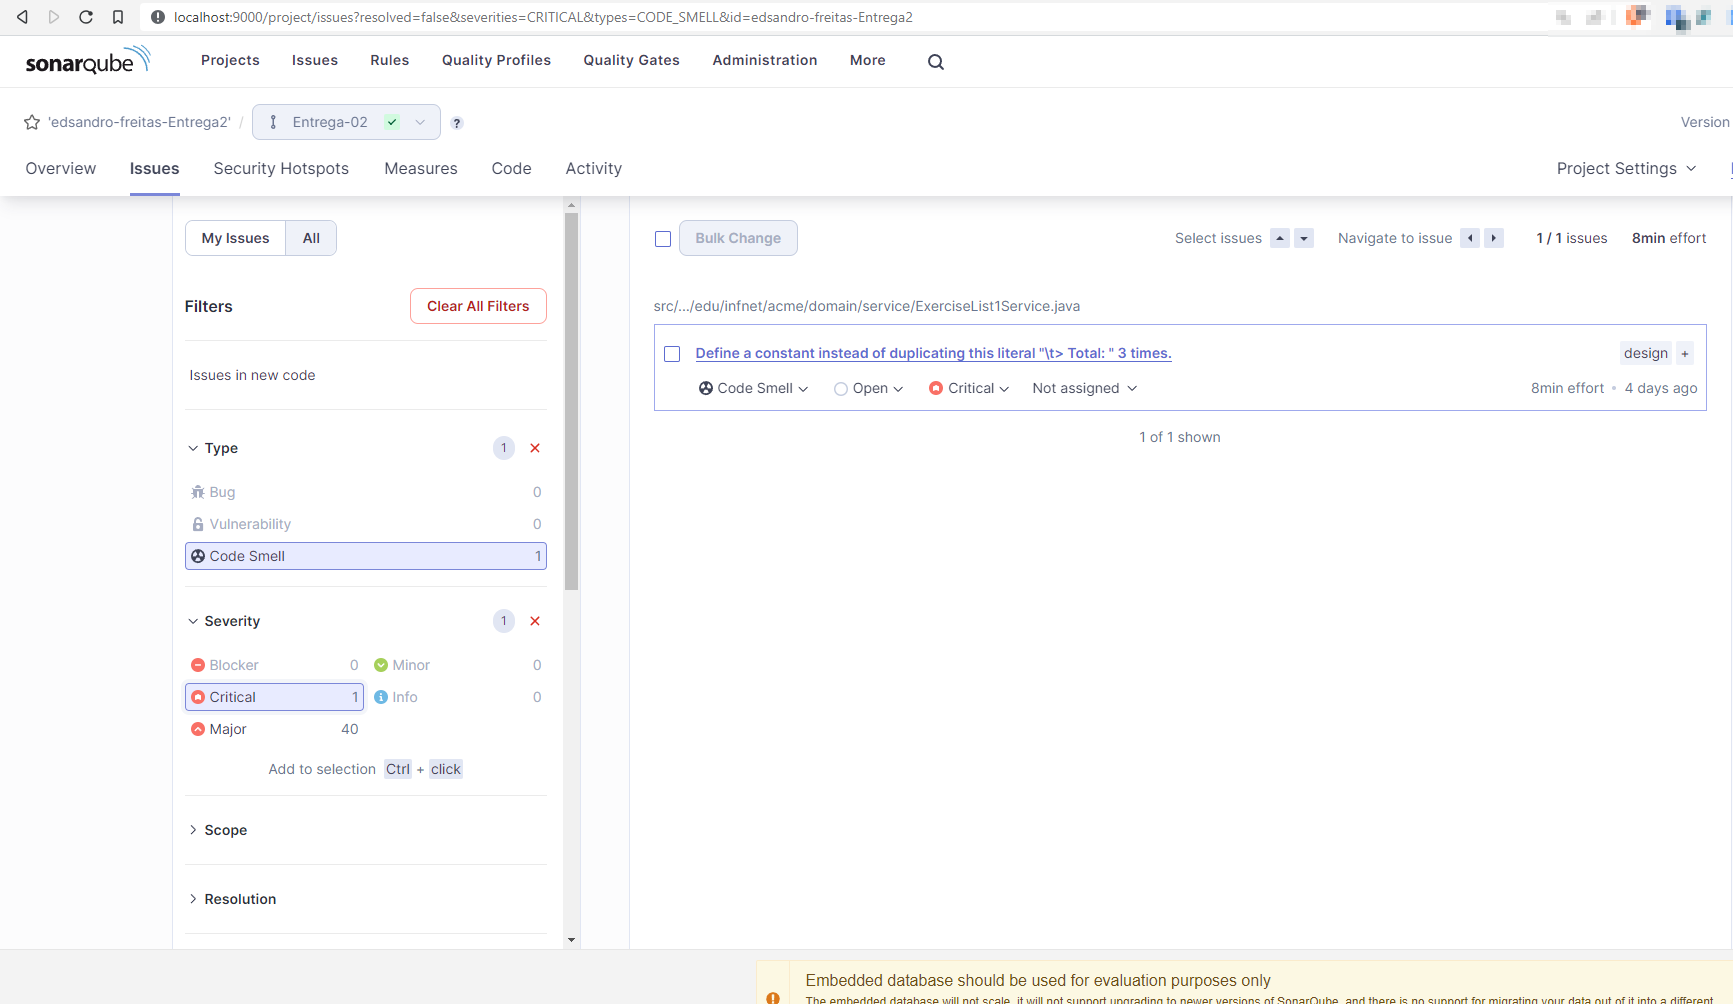 localhost:9000/project/issues?resolved=false&severities=CRITICAL&types=CODE_SMELL&id=edsandro-freitas-Entrega2
sonarqube Projects Issues Rules Quality Profiles Quality Gates Administration More
'edsandro-freitas-Entrega2' / Entrega-02 ? Version
Overview Issues Security Hotspots Measures Code Activity Project Settings
My Issues All
Bulk Change Select issues Navigate to issue 1 / 1 issues 8min effort
Filters Clear All Filters
src/.../edu/infnet/acme/domain/service/ExerciseList1Service.java
Define a constant instead of duplicating this literal "\t> Total: " 3 times. design +
Issues in new code
Code Smell Open Critical Not assigned 8min effort • 4 days ago
1 of 1 shown
Type 1
Bug 0
Vulnerability 0
Code Smell 1
Severity 1
Blocker 0 Minor 0
Critical 1 Info 0
Major 40
Add to selection Ctrl + click
Scope
Resolution
Embedded database should be used for evaluation purposes only
The embedded database will not scale, it will not support upgrading to newer versions of SonarQube, and there is no support for migrating your data out of it into a different